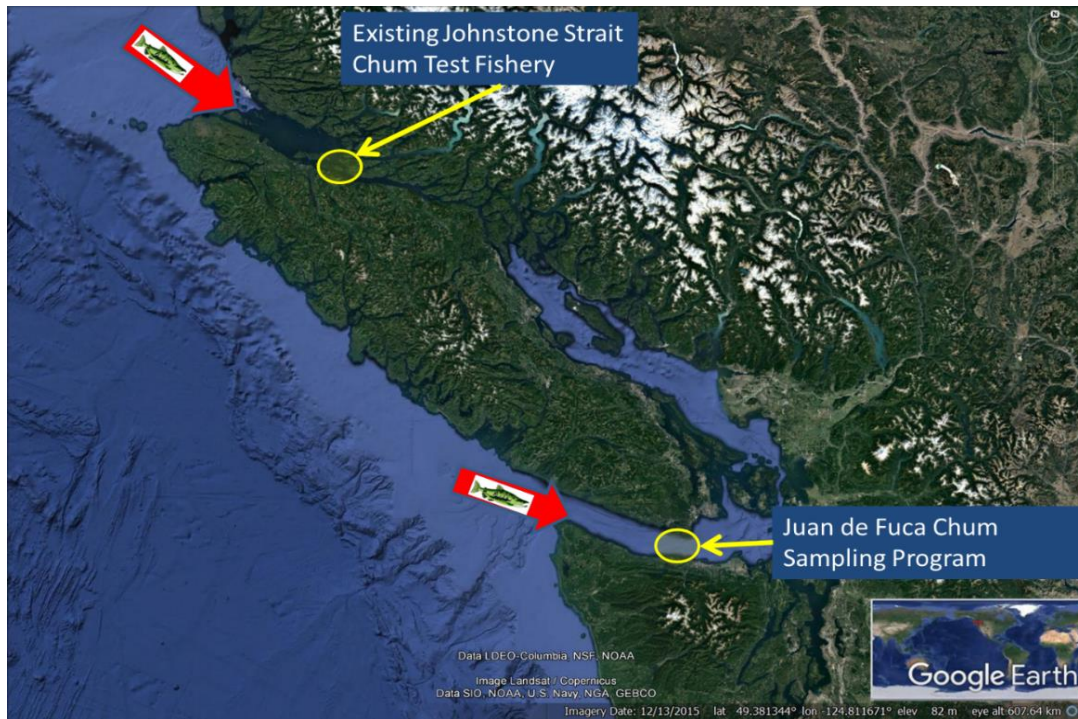 N
Existing Johnstone Strait
Chum Test Fishery
Juan de Fuca Chum
Sampling Program
Data LDEO-Columbia, NSF, NOAA
Image Landsat / Copernicus
Data SIO, NOAA, U.S. Navy, NGA, GEBCO
Google Earth
Imagery Date: 12/13/2015 lat 49.381344° lon -124.811671° elev 82 m eye alt 607.64 km